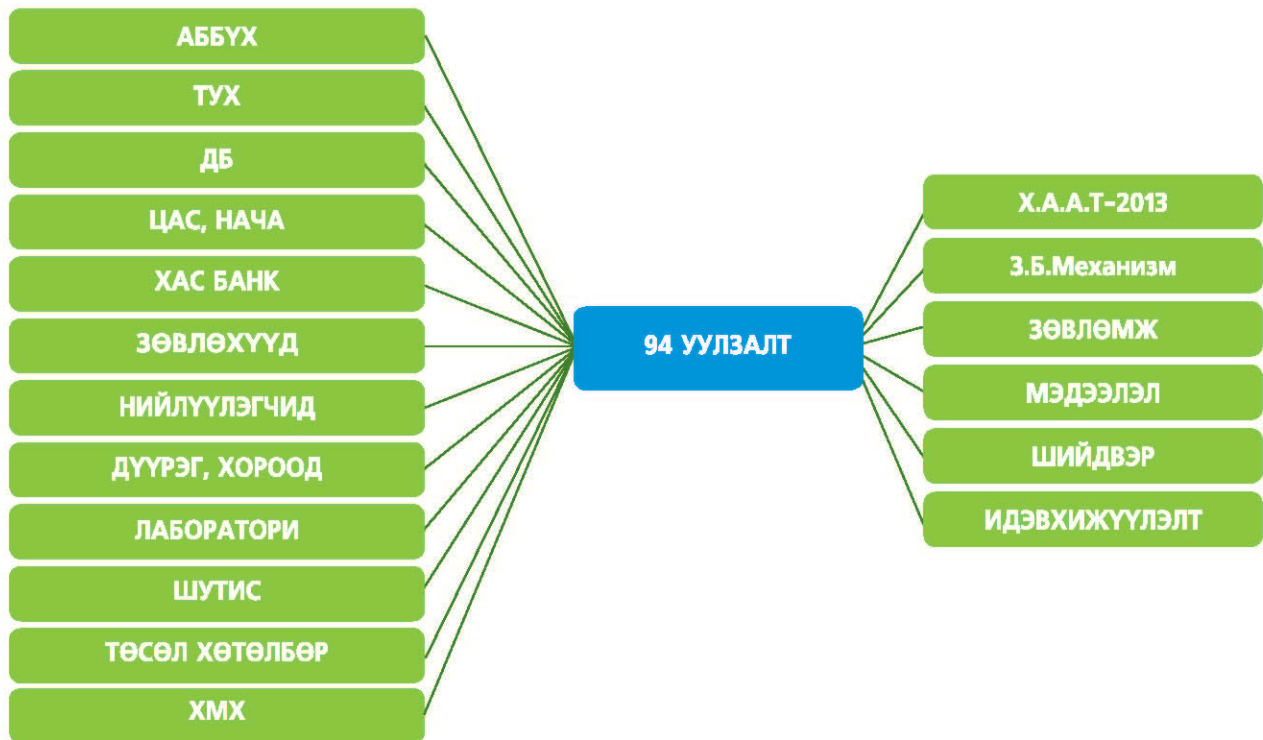 АББҮХ
ТУХ
ДБ
ЦАС, НАЧА
ХАС БАНК
ЗӨВЛӨХҮҮД
НИЙЛҮҮЛЭГЧИД
ДҮҮРЭГ, ХОРООД
ЛАБОРАТОРИ
ШУТИС
ТӨСӨЛ ХӨТӨЛБӨР
ХМХ
94 УУЛЗАЛТ
Х.А.А.Т-2013
З.Б.Механизм
ЗӨВЛӨМЖ
МЭДЭЭЛЭЛ
ШИЙДВЭР
ИДЭВХИЖҮҮЛЭЛТ